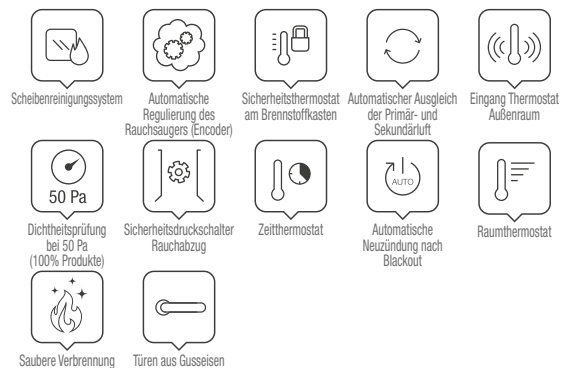 Scheibenreinigungssystem
Automatische
Regulierung des
Rauchsaugers (Encoder)
Sicherheitsthermostat
am Brennstoffkasten
Automatischer Ausgleich
der Primär- und
Sekundärluft
Eingang Thermostat
Außenraum
50 Pa
Dichtheitsprüfung
bei 50 Pa
(100% Produkte)
Sicherheitsdruckschalter
Rauchabzug
Zeitthermostat
AUTO
Automatische
Neuzündung nach
Blackout
Raumthermostat
Saubere Verbrennung
Türen aus Gusseisen